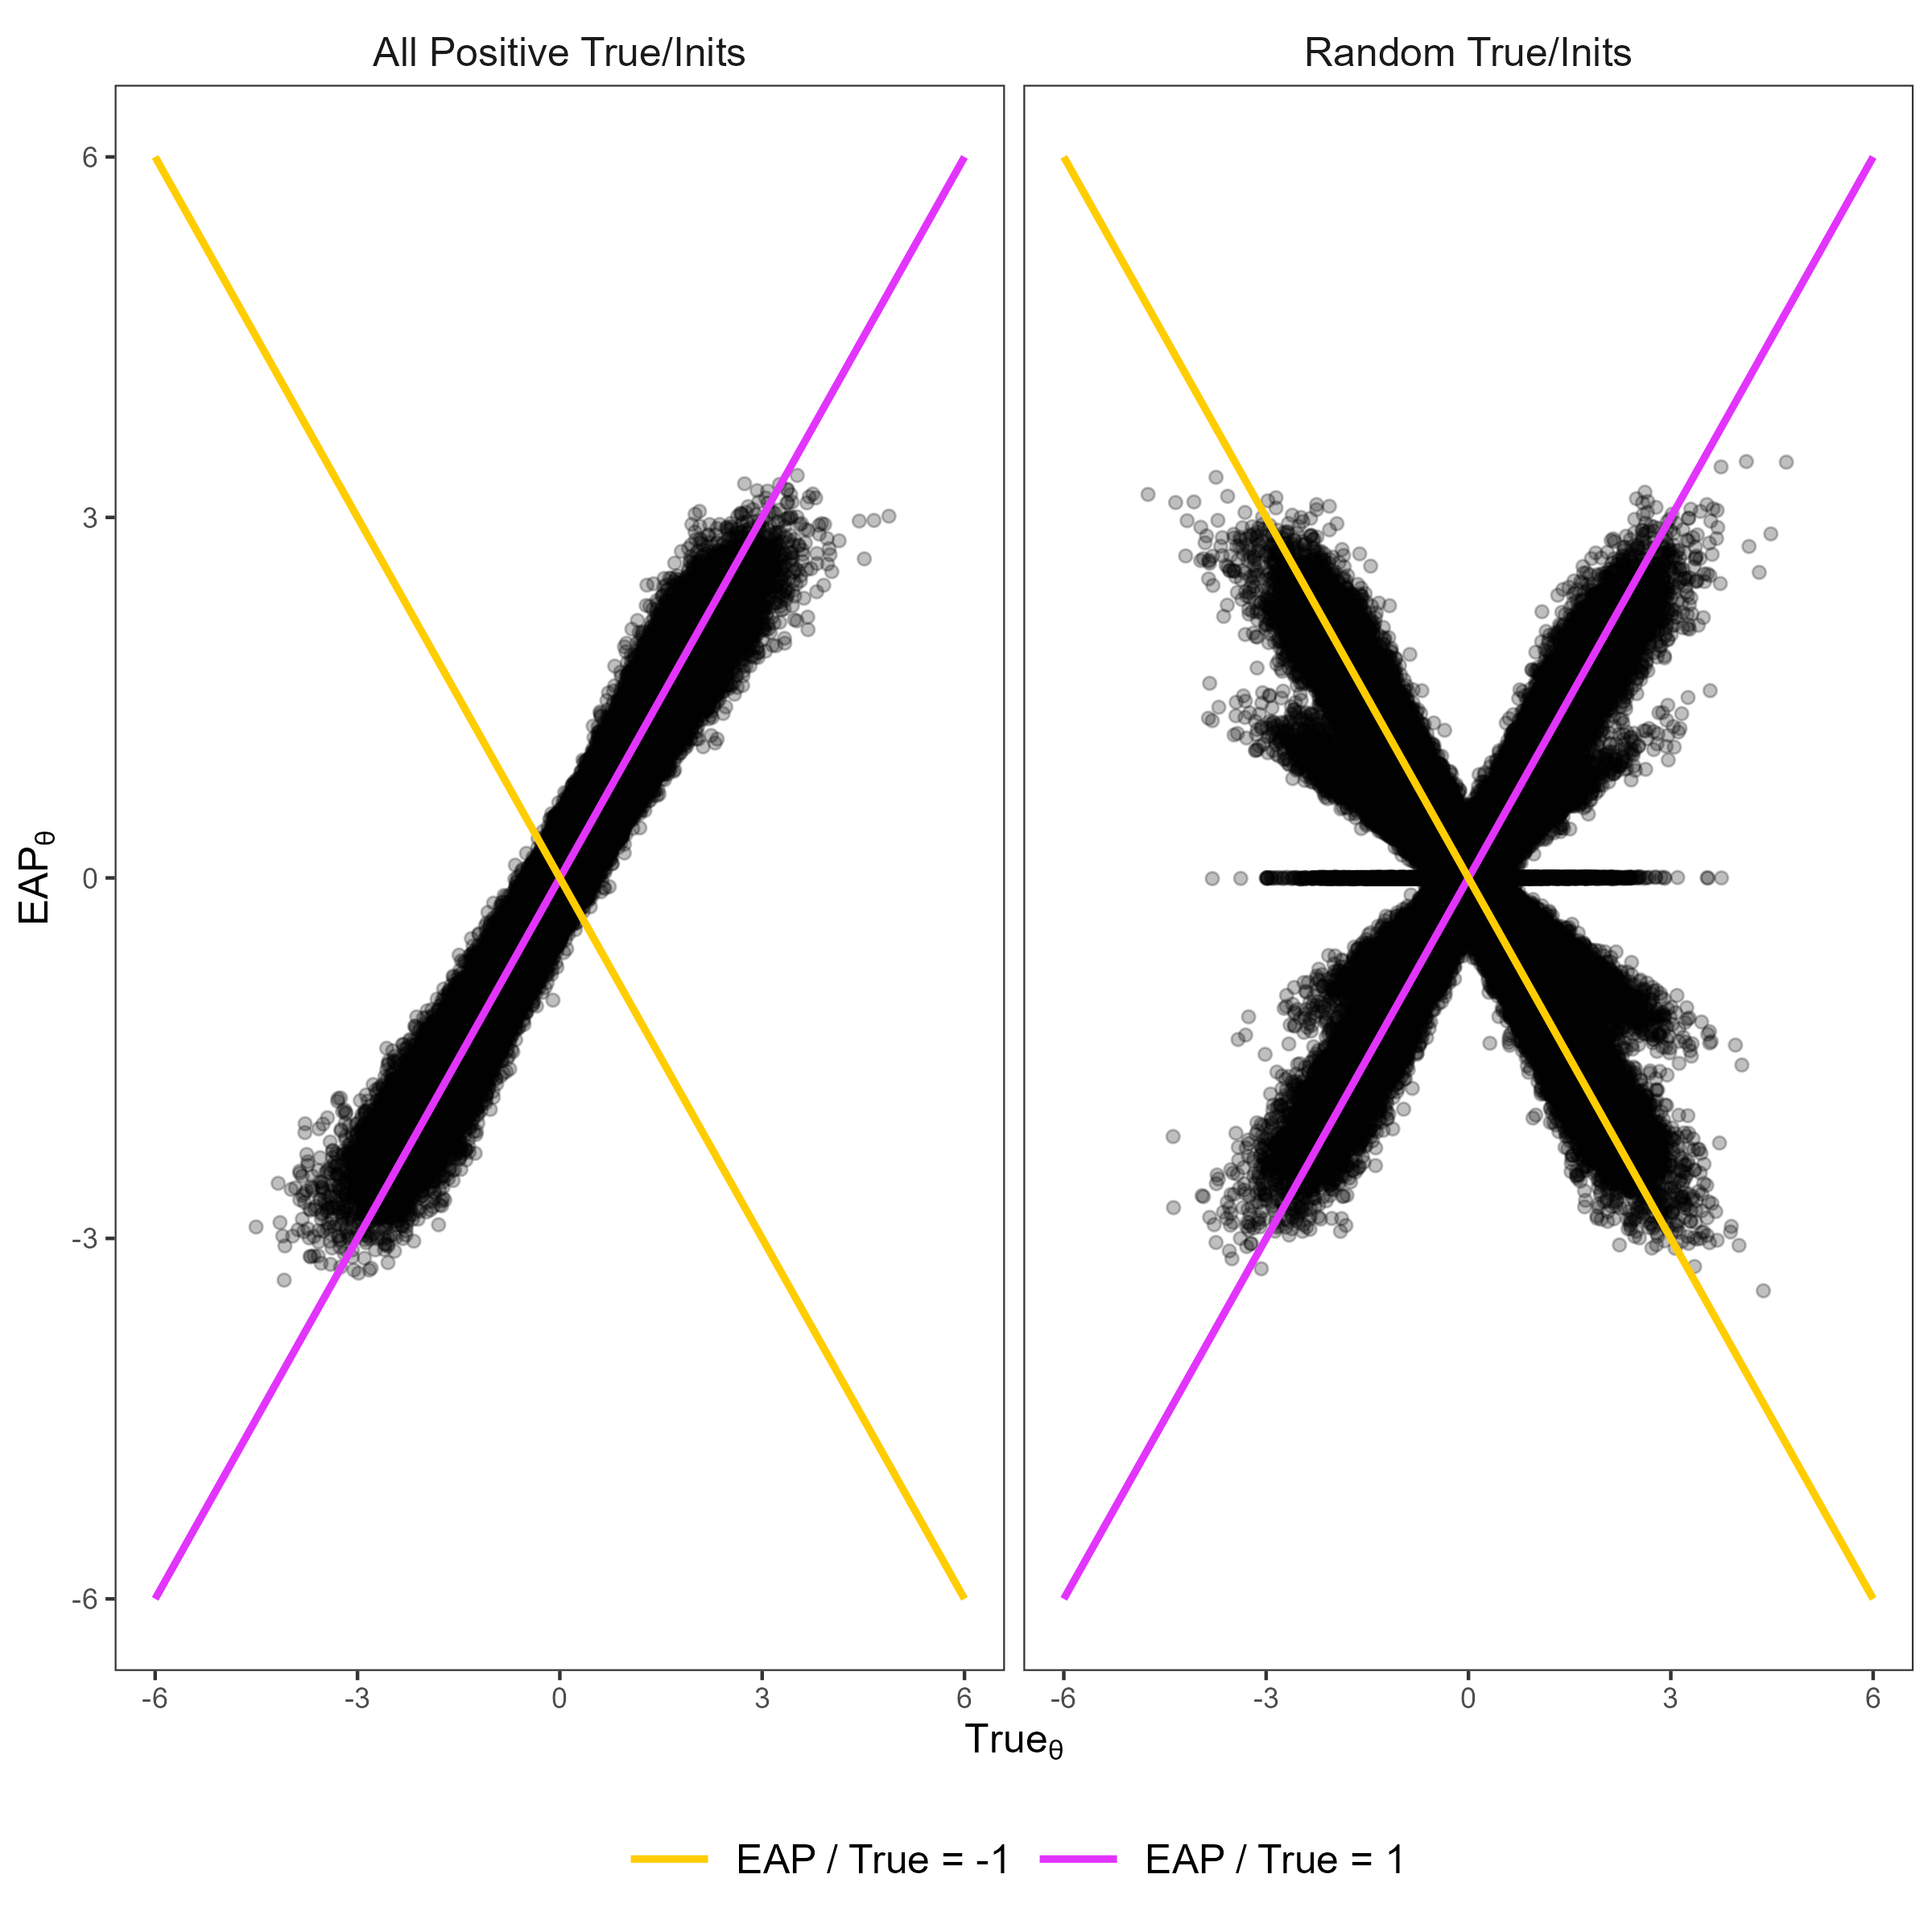 All Positive True/Inits
Random True/Inits
6
3
0
-3
-6
EAPθ
-6 -3 0 3 6
-6 -3 0 3 6
Trueθ
EAP / True = -1
EAP / True = 1